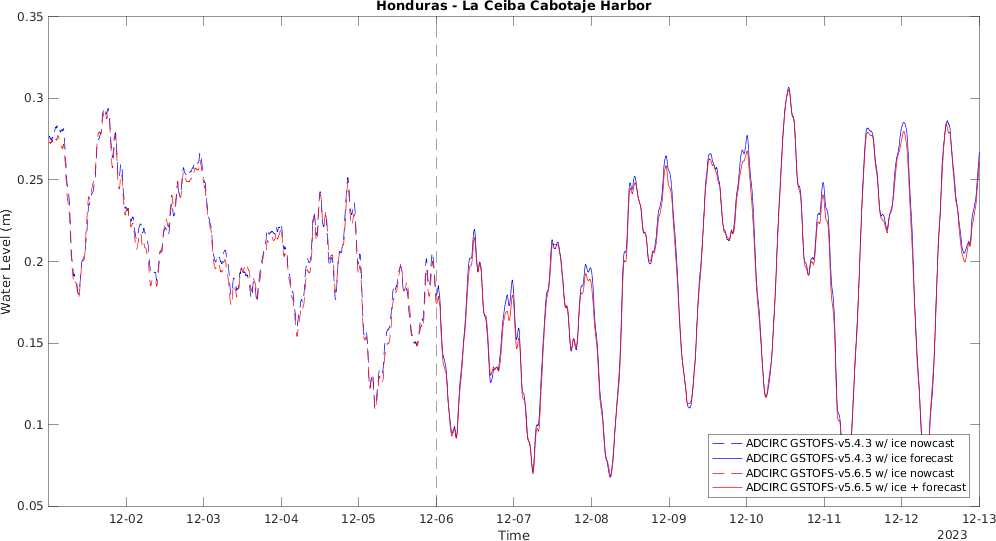 Honduras - La Ceiba Cabotaje Harbor
0.35
0.3
0.25
0.2
0.15
0.1
0.05
Water Level (m)
ADCIRC GSTOFS-v5.4.3 w/ ice nowcast
ADCIRC GSTOFS-v5.4.3 w/ ice forecast
ADCIRC GSTOFS-v5.6.5 w/ ice nowcast
ADCIRC GSTOFS-v5.6.5 w/ ice + forecast
12-02 12-03 12-04 12-05 12-06 12-07 12-08 12-09 12-10 12-11 12-12 12-13
Time
2023